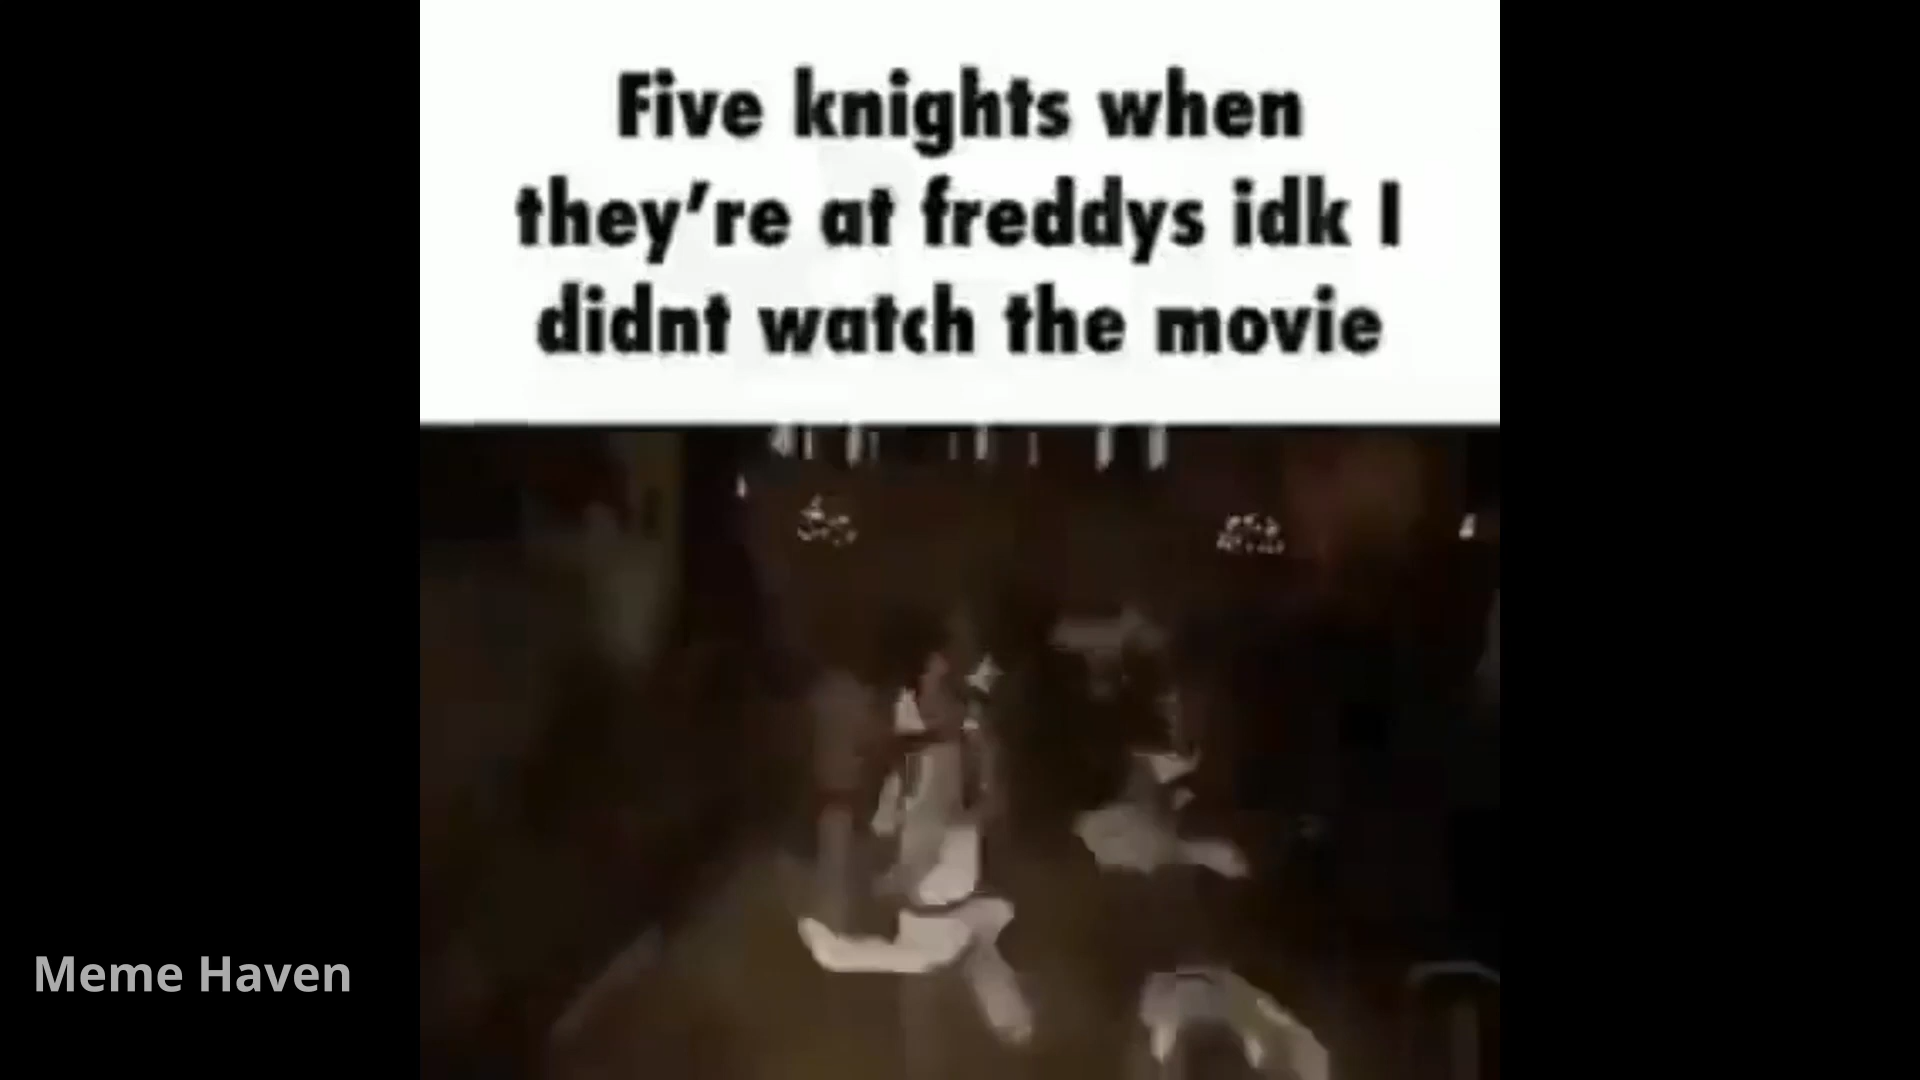 Five knights when
they're at freddys idk I
didnt watch the movie
Meme Haven